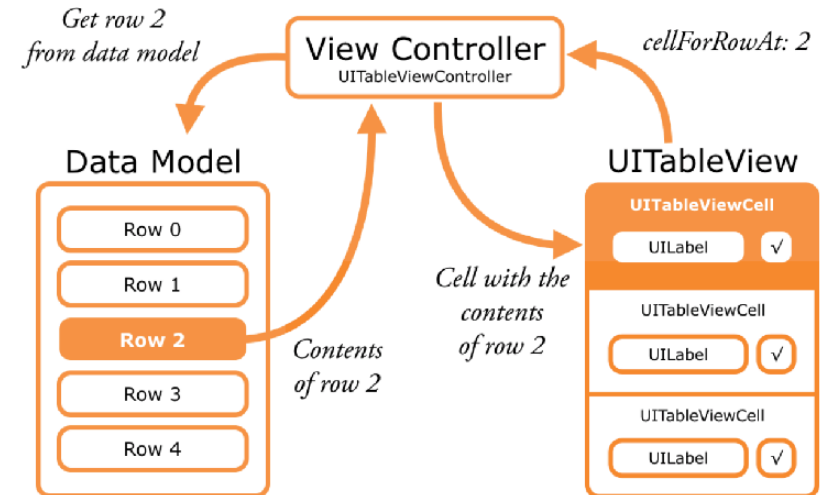 Get row 2
from data model
View Controller
UITableViewController
cellForRowAt: 2
Data Model
Row 0
Row 1
Row 2
Row 3
Row 4
Contents
of row 2
Cell with the
contents
of row 2
UITableView
UITableViewCell
UILabel √
UITableViewCell
UILabel √
UITableViewCell
UILabel √